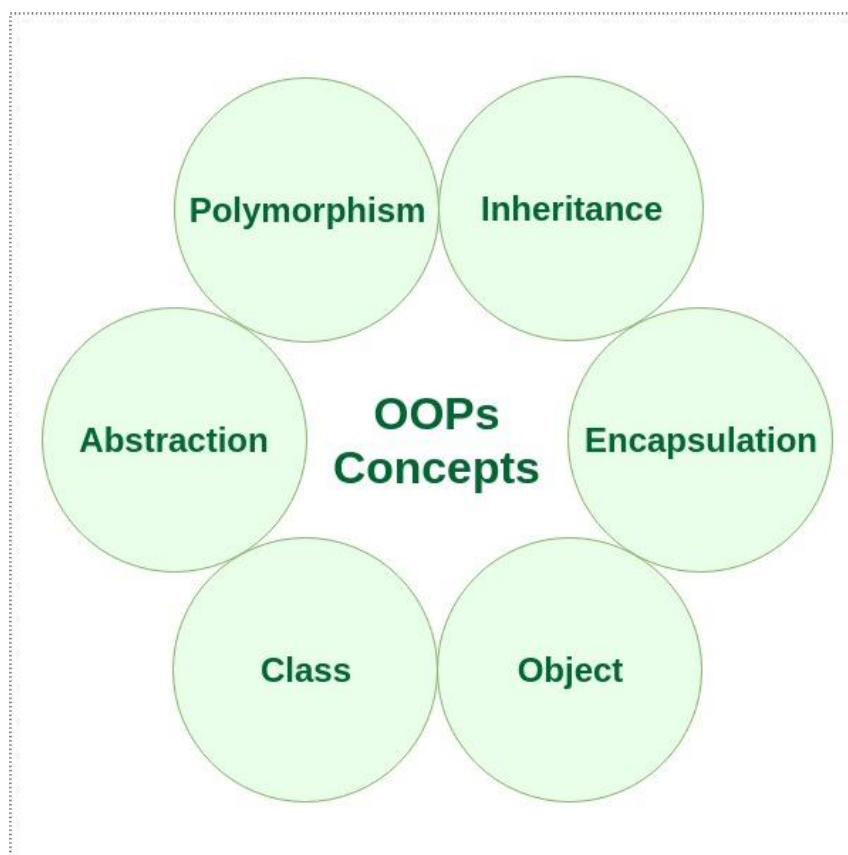 Polymorphism
Inheritance
Abstraction
OOPs
Concepts
Encapsulation
Class
Object